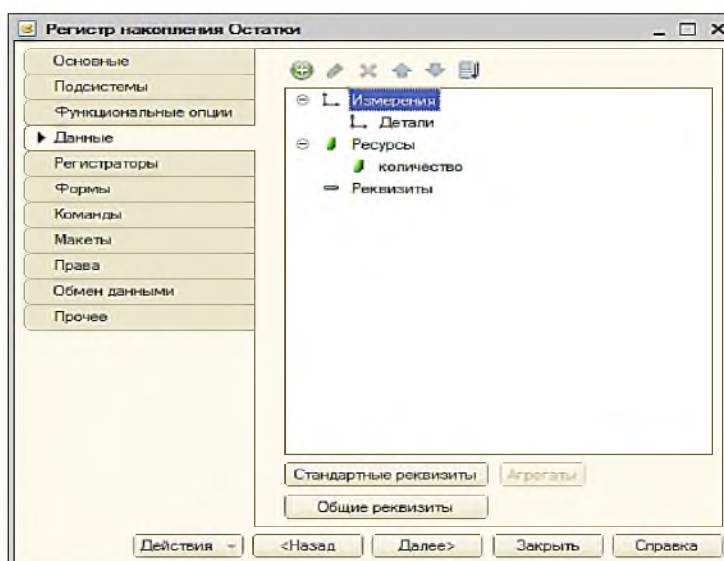 Регистр накопления Остатки
Основные
Подсистемы
Функциональные опции
Данные
Регистраторы
Формы
Команды
Макеты
Права
Обмен данными
Прочее
Измерения
Детали
Ресурсы
количество
Реквизиты
Стандартные реквизиты Агрегаты
Общие реквизиты
Действия <Назад Далее> Закрыть Справка